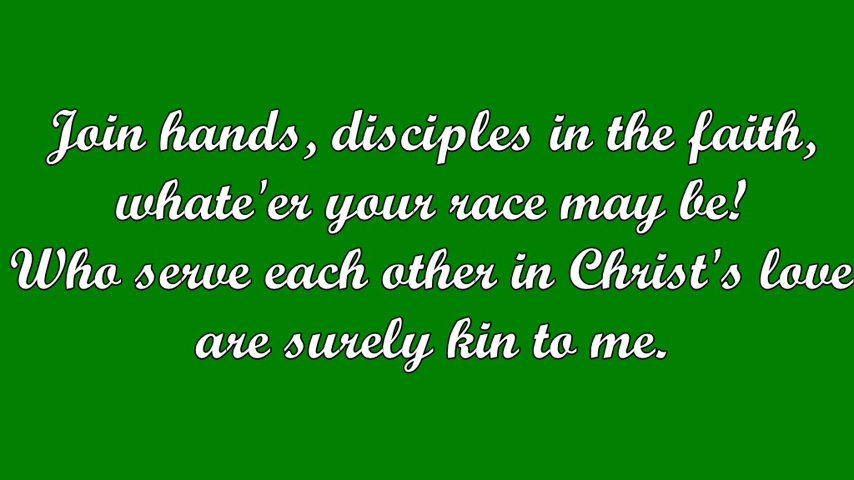 Join hands, disciples in the faith,
whate'er your race may be!
Who serve each other in Christ's love
are surely kin to me.